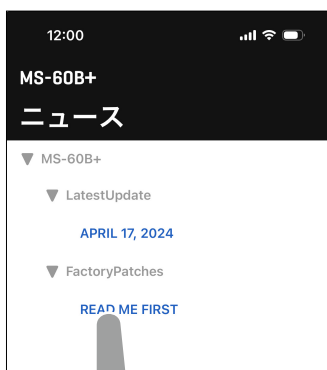 12:00
MS-60B+
ニュース
MS-60B+
LatestUpdate
APRIL 17, 2024
FactoryPatches
READ ME FIRST